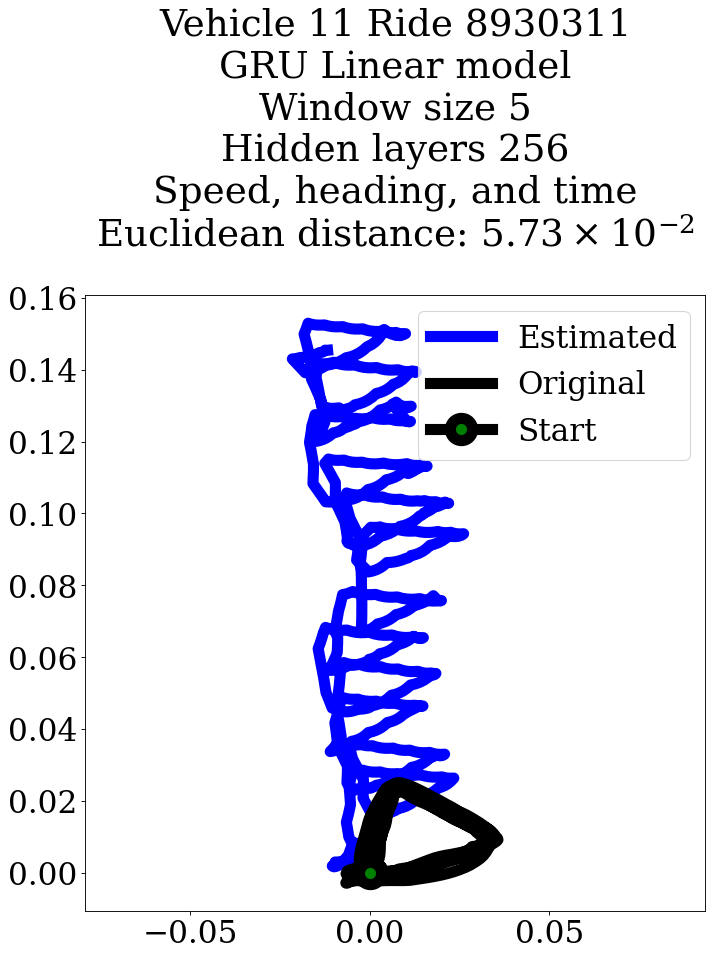 Vehicle 11 Ride 8930311
GRU Linear model
Window size 5
Hidden layers 256
Speed, heading, and time
Euclidean distance: 5.73 × 10⁻²
0.16
0.14
0.12
0.10
0.08
0.06
0.04
0.02
0.00
Estimated
Original
Start
−0.05
0.00
0.05